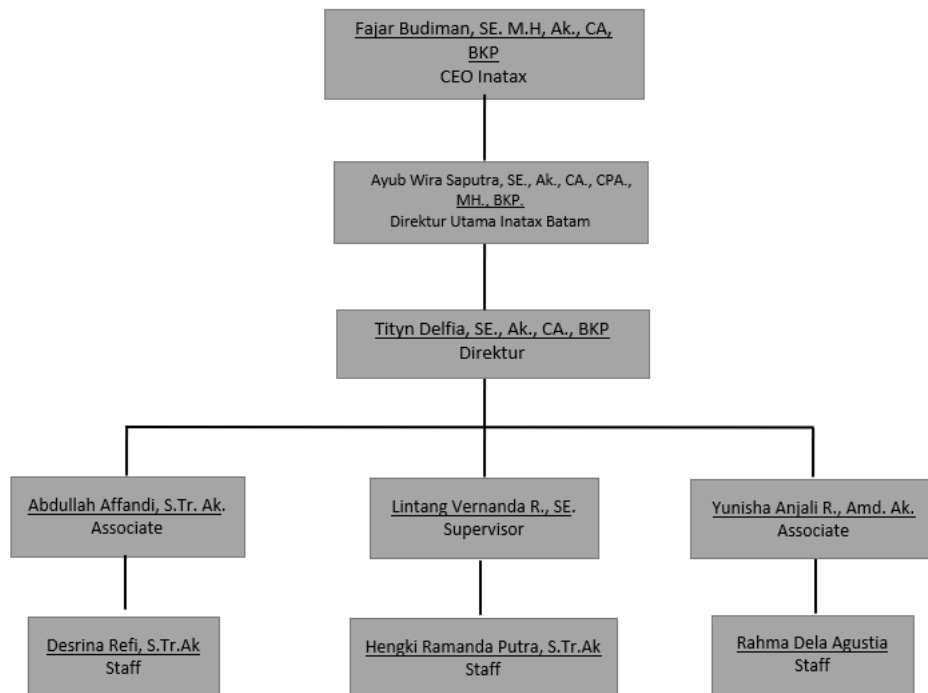 Fajar Budiman, SE. M.H, Ak., CA,
BKP
CEO Inatax
Ayub Wira Saputra, SE., Ak., CA., CPA.,
MH., BKP.
Direktur Utama Inatax Batam
Tityn Delfia, SE., Ak., CA., BKP
Direktur
Abdullah Affandi, S.Tr. Ak.
Associate
Lintang Vernanda R., SE.
Supervisor
Yunisha Anjali R., Amd. Ak.
Associate
Desrina Refi, S.Tr.Ak
Staff
Hengki Ramanda Putra, S.Tr.Ak
Staff
Rahma Dela Agustia
Staff